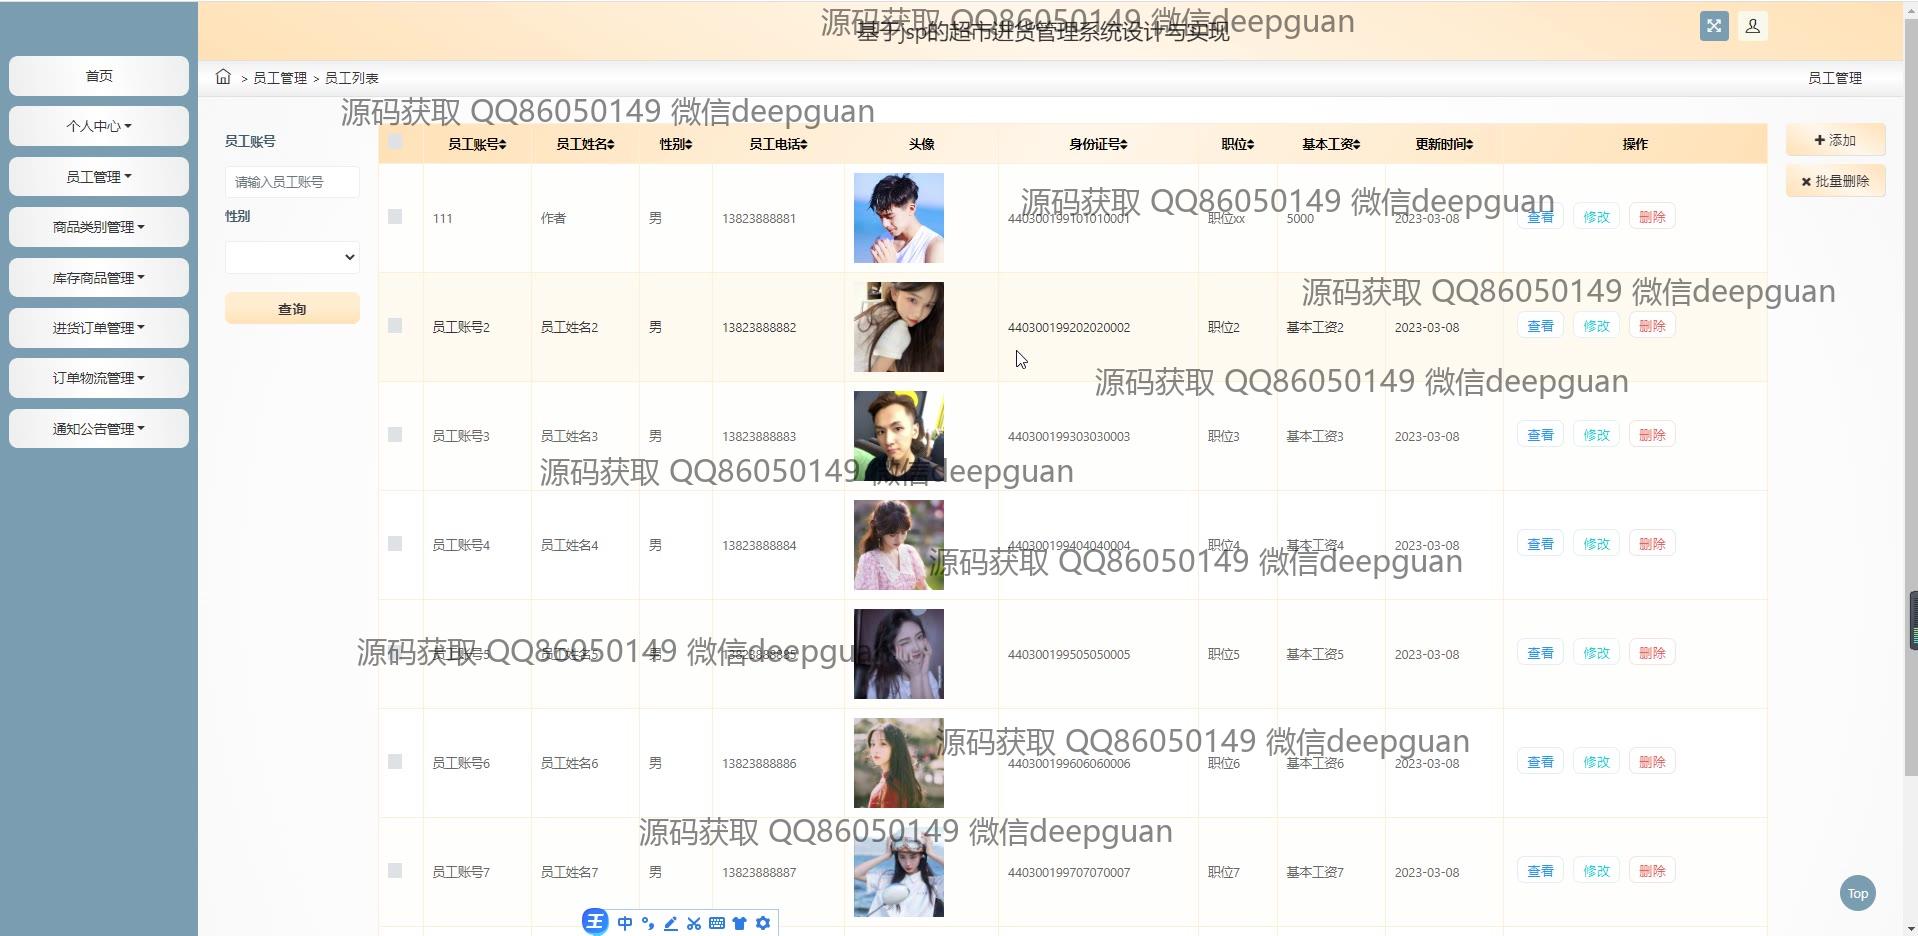 源码获取 QQ86050149 微信deepguan
基于jsp的超市进货管理系统设计与实现
首页
个人中心
员工管理
商品类别管理
库存商品管理
进货订单管理
订单物流管理
通知公告管理
> 员工管理 > 员工列表
员工管理
源码获取 QQ86050149 微信deepguan
员工账号
请输入员工账号
性别
查询
添加
批量删除
员工账号 员工姓名 性别 员工电话 头像 身份证号 职位 基本工资 更新时间 操作
源码获取 QQ86050149 微信deepguan
111 作者 男 13823888881 440300199101010001 职位xx 5000 2023-03-08 查看 修改 删除
源码获取 QQ86050149 微信deepguan
员工账号2 员工姓名2 男 13823888882 440300199202020002 职位2 基本工资2 2023-03-08 查看 修改 删除
源码获取 QQ86050149 微信deepguan
员工账号3 员工姓名3 男 13823888883 440300199303030003 职位3 基本工资3 2023-03-08 查看 修改 删除
源码获取 QQ86050149 微信deepguan
员工账号4 员工姓名4 男 13823888884 440300199404040004 职位4 基本工资4 2023-03-08 查看 修改 删除
源码获取 QQ86050149 微信deepguan
员工账号5 员工姓名5 男 13823888885 440300199505050005 职位5 基本工资5 2023-03-08 查看 修改 删除
源码获取 QQ86050149 微信deepguan
源码获取 QQ86050149 微信deepguan
员工账号6 员工姓名6 男 13823888886 440300199606060006 职位6 基本工资6 2023-03-08 查看 修改 删除
源码获取 QQ86050149 微信deepguan
员工账号7 员工姓名7 男 13823888887 440300199707070007 职位7 基本工资7 2023-03-08 查看 修改 删除
Top
王 中